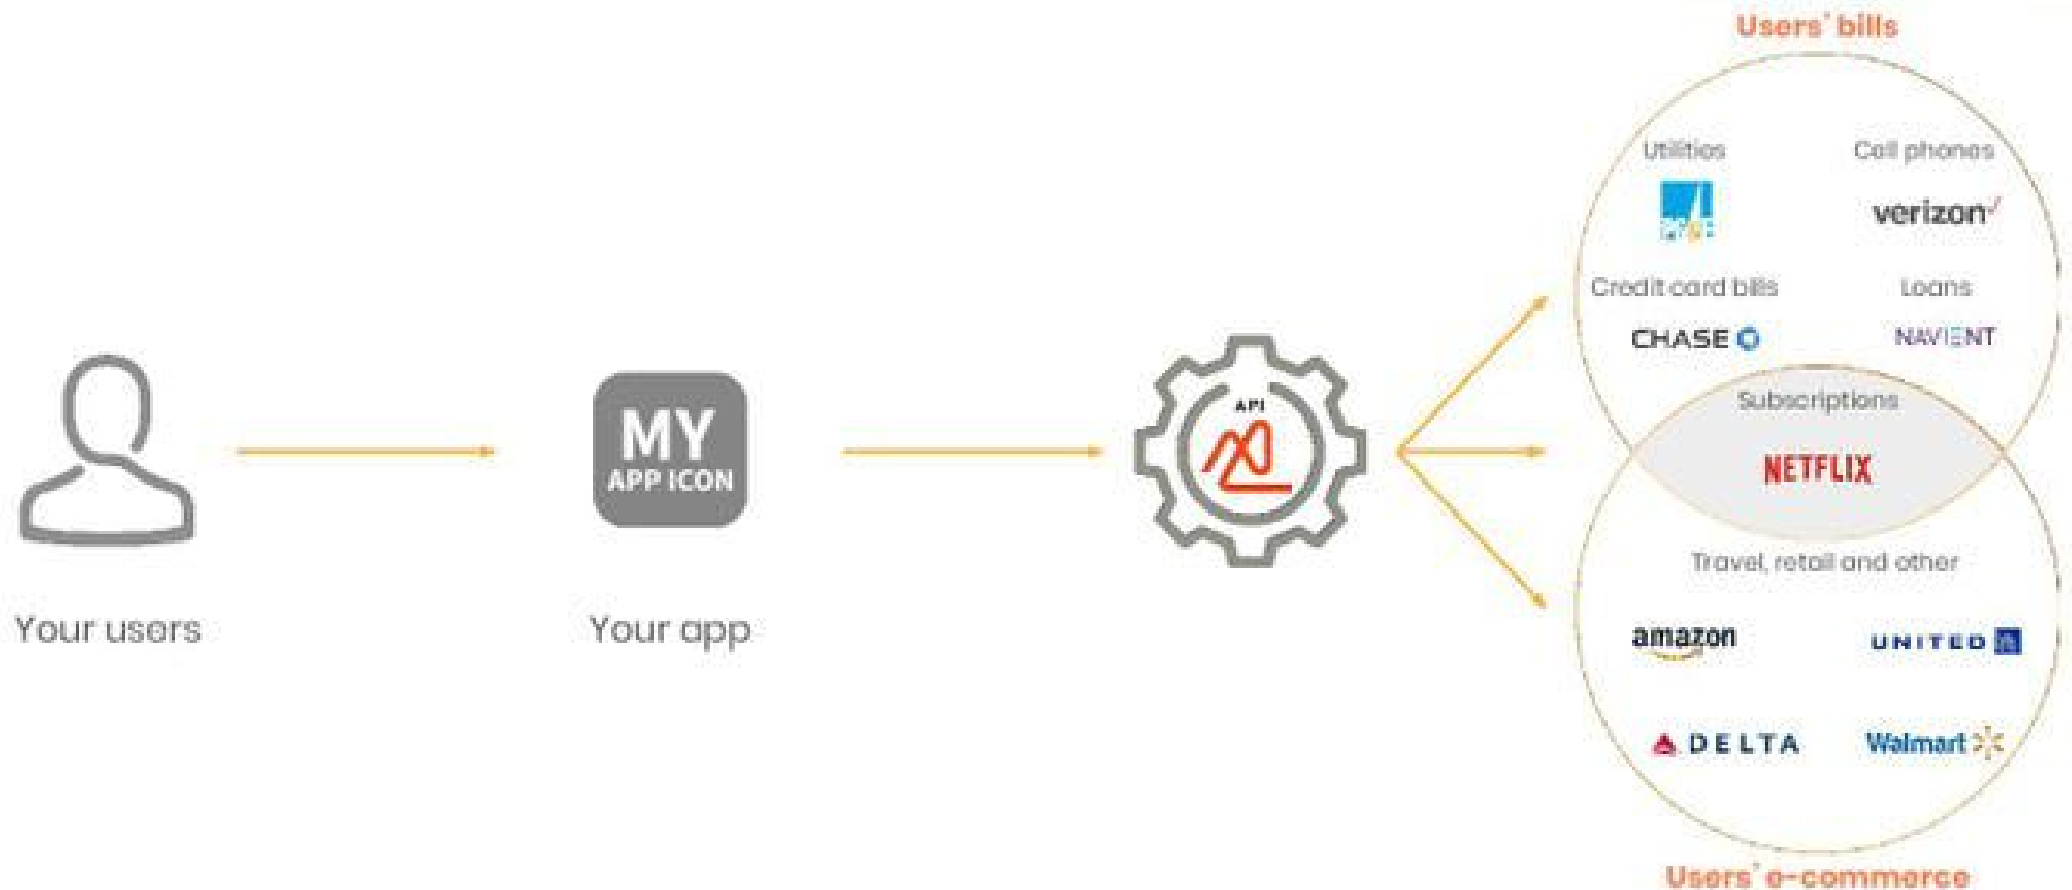 Users' bills
Utilities
Cell phones
verizon
Credit card bills
Loans
CHASE
NAVIENT
Subscriptions
NETFLIX
API
MY
APP ICON
Your users
Your app
Travel, retail and other
amazon
UNITED
DELTA
Walmart
Users' e-commerce